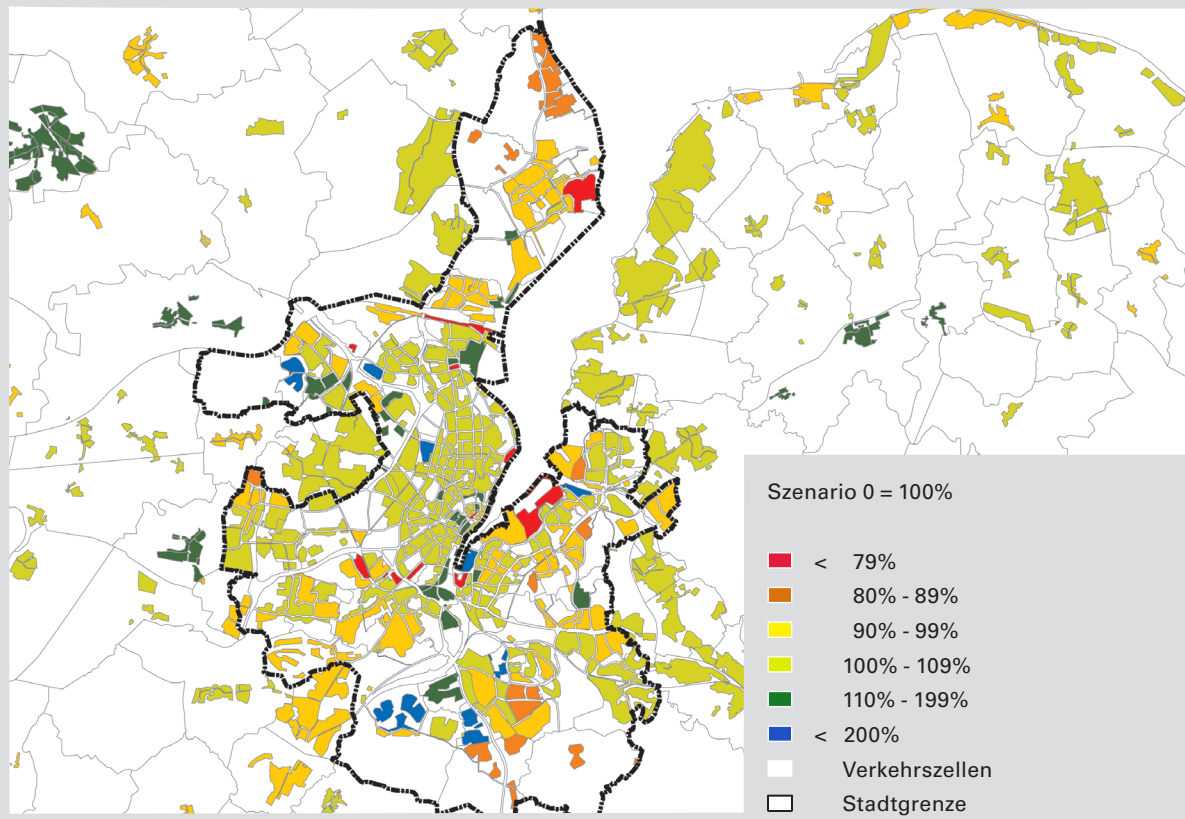 Szenario 0 = 100%
< 79%
80% - 89%
90% - 99%
100% - 109%
110% - 199%
< 200%
Verkehrszellen
Stadtgrenze